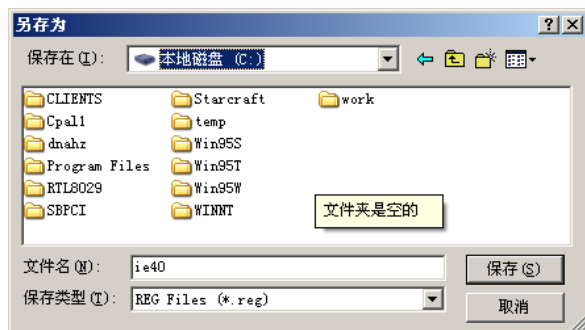 另存为
保存在(I): 本地磁盘 (C:)
CLIENTS Starcraft work
Cpal1 temp
dnahz Win95S
Program Files Win95T
RTL8029 Win95W
SBPCI WINNT 文件夹是空的
文件名(N): ie40 保存(S)
保存类型(T): REG Files (*.reg) 取消